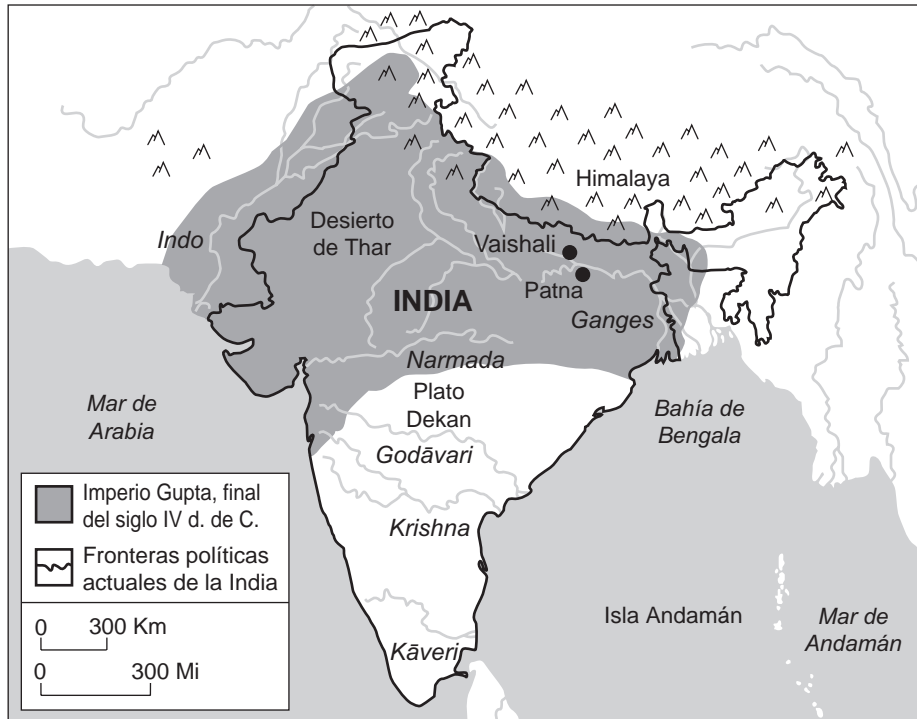 Himalaya
Indo
Desierto
de Thar
Vaishali
Patna
INDIA
Ganges
Narmada
Plato
Dekan
Mar de
Arabia
Bahía de
Bengala
Godāvari
Krishna
Isla Andamán
Mar de
Andamán
Kāveri
Imperio Gupta, final
del siglo IV d. de C.
Fronteras políticas
actuales de la India
0 300 Km
0 300 Mi